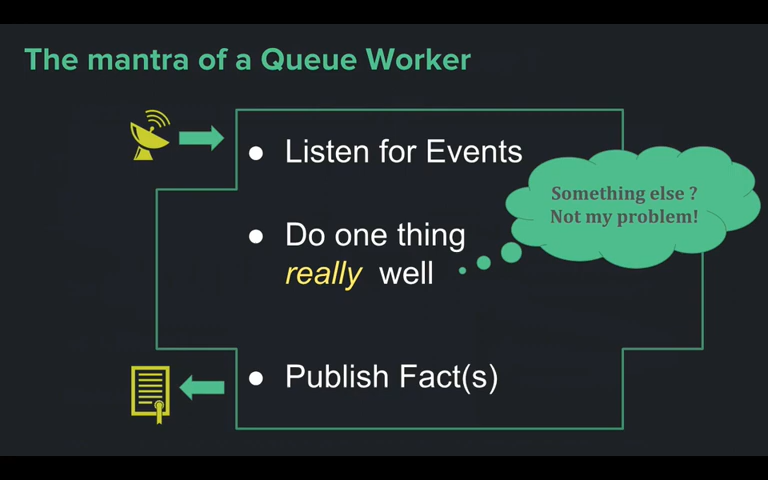 The mantra of a Queue Worker
● Listen for Events
Something else ?
Not my problem!
● Do one thing
really well
● Publish Fact(s)